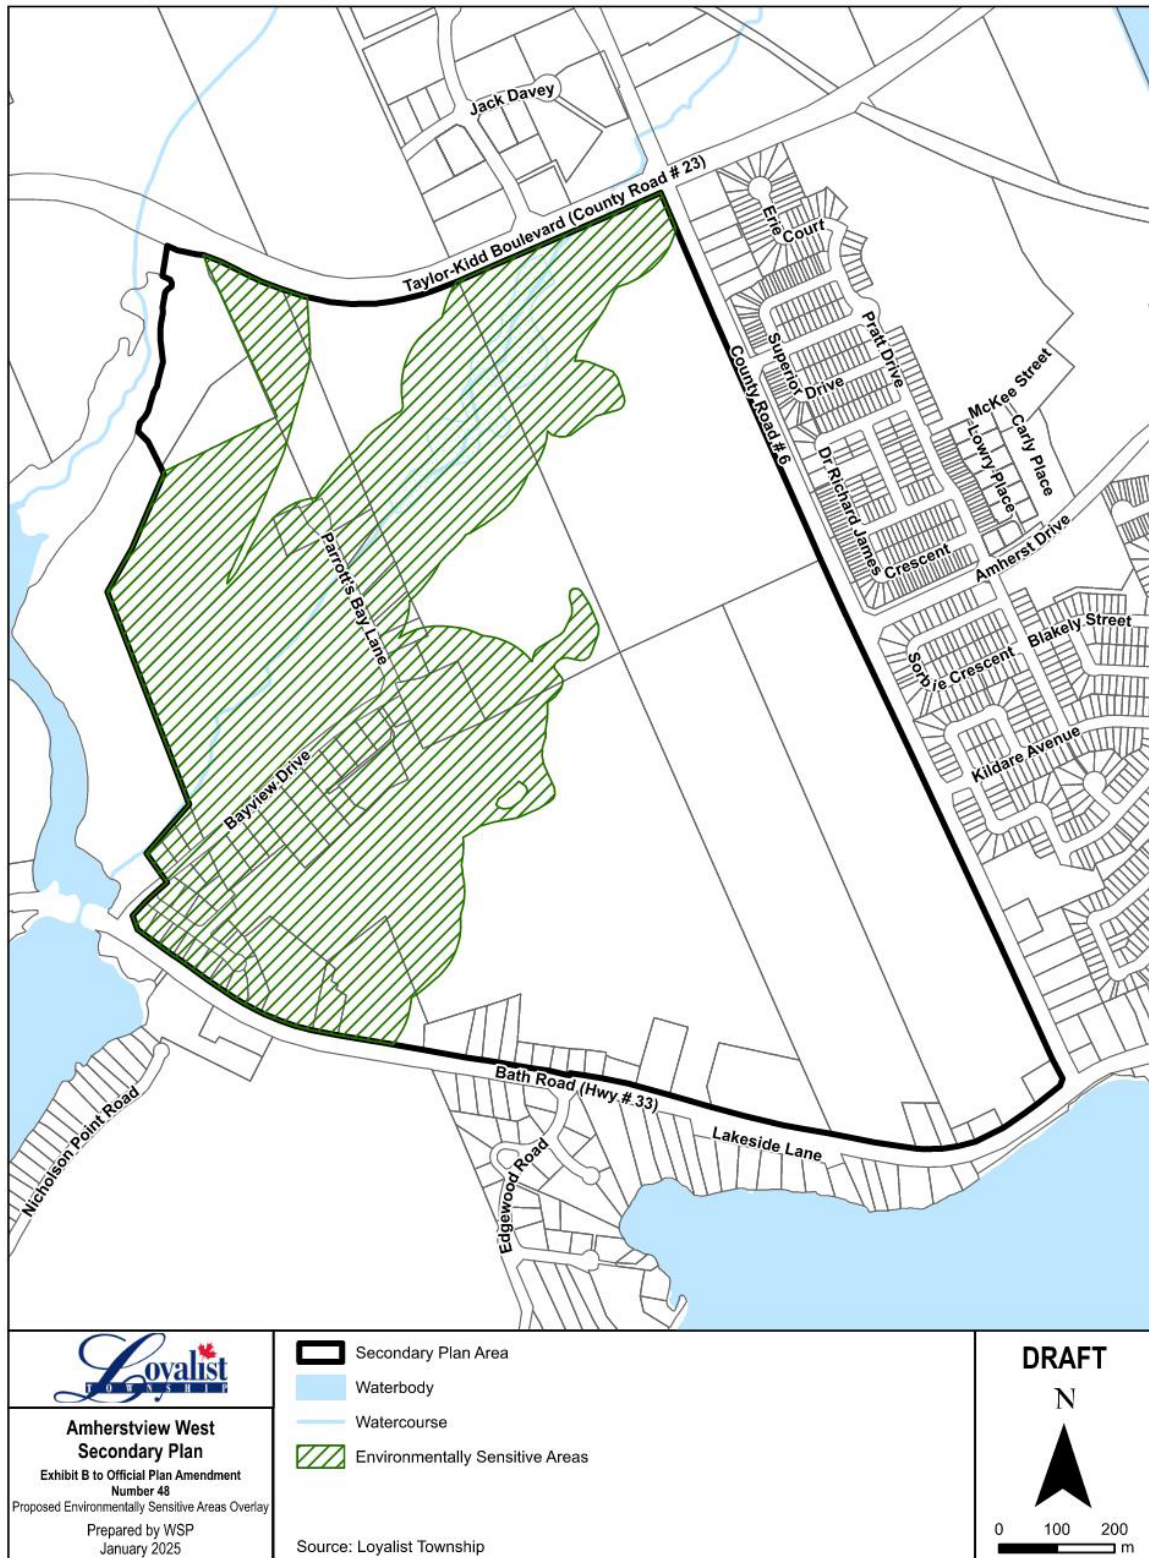 Jack Davey
Taylor-Kidd Boulevard (County Road # 23)
Erie
Court
Superior
Drive
Pratt Drive
County Road # 6
McKee Street
Carly Place
Lowry Place
Dr Richard James
Crescent
Amherst Drive
Parrott's Bay Lane
Blakely Street
Sorbie Crescent
Kildare Avenue
Bayview Drive
Bath Road (Hwy # 33)
Lakeside Lane
Nicholson Point Road
Edgewood Road
Loyalist
TOWNSHIP
Amherstview West
Secondary Plan
Exhibit B to Official Plan Amendment
Number 48
Proposed Environmentally Sensitive Areas Overlay
Prepared by WSP
January 2025
Secondary Plan Area
Waterbody
Watercourse
Environmentally Sensitive Areas
Source: Loyalist Township
DRAFT
N
0 100 200
m